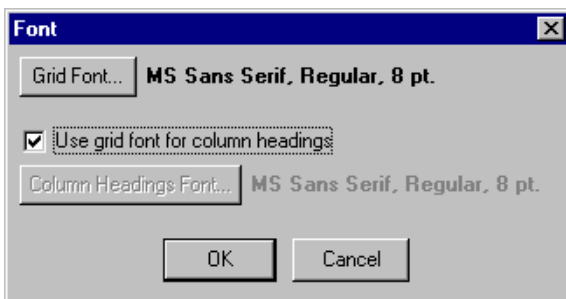 Font
Grid Font... MS Sans Serif, Regular, 8 pt.
Use grid font for column headings
Column Headings Font... MS Sans Serif, Regular, 8 pt.
OK Cancel